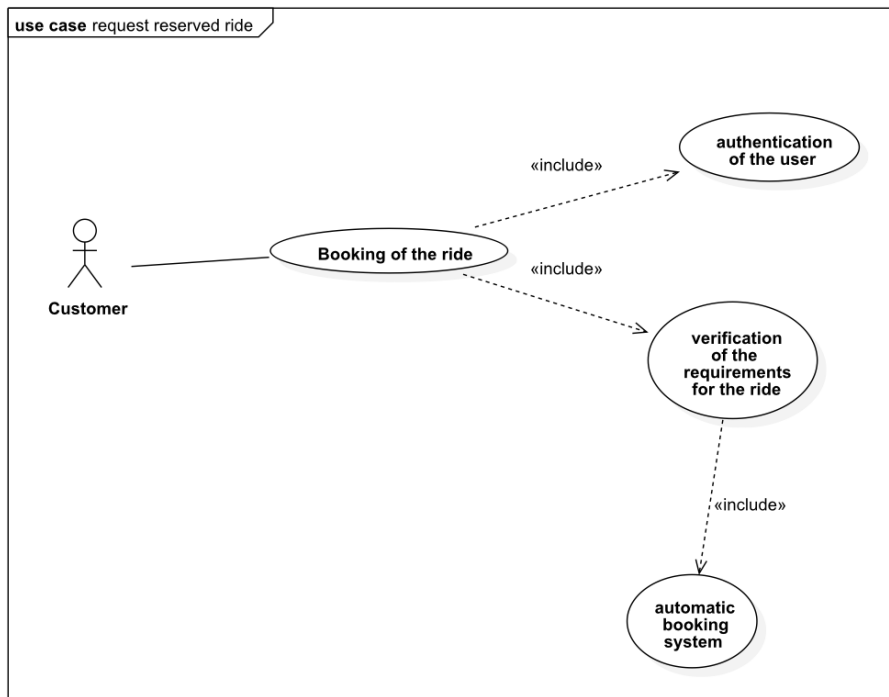 use case request reserved ride
authentication
of the user
«include»
Booking of the ride
«include»
Customer
verification
of the
requirements
for the ride
«include»
automatic
booking
system